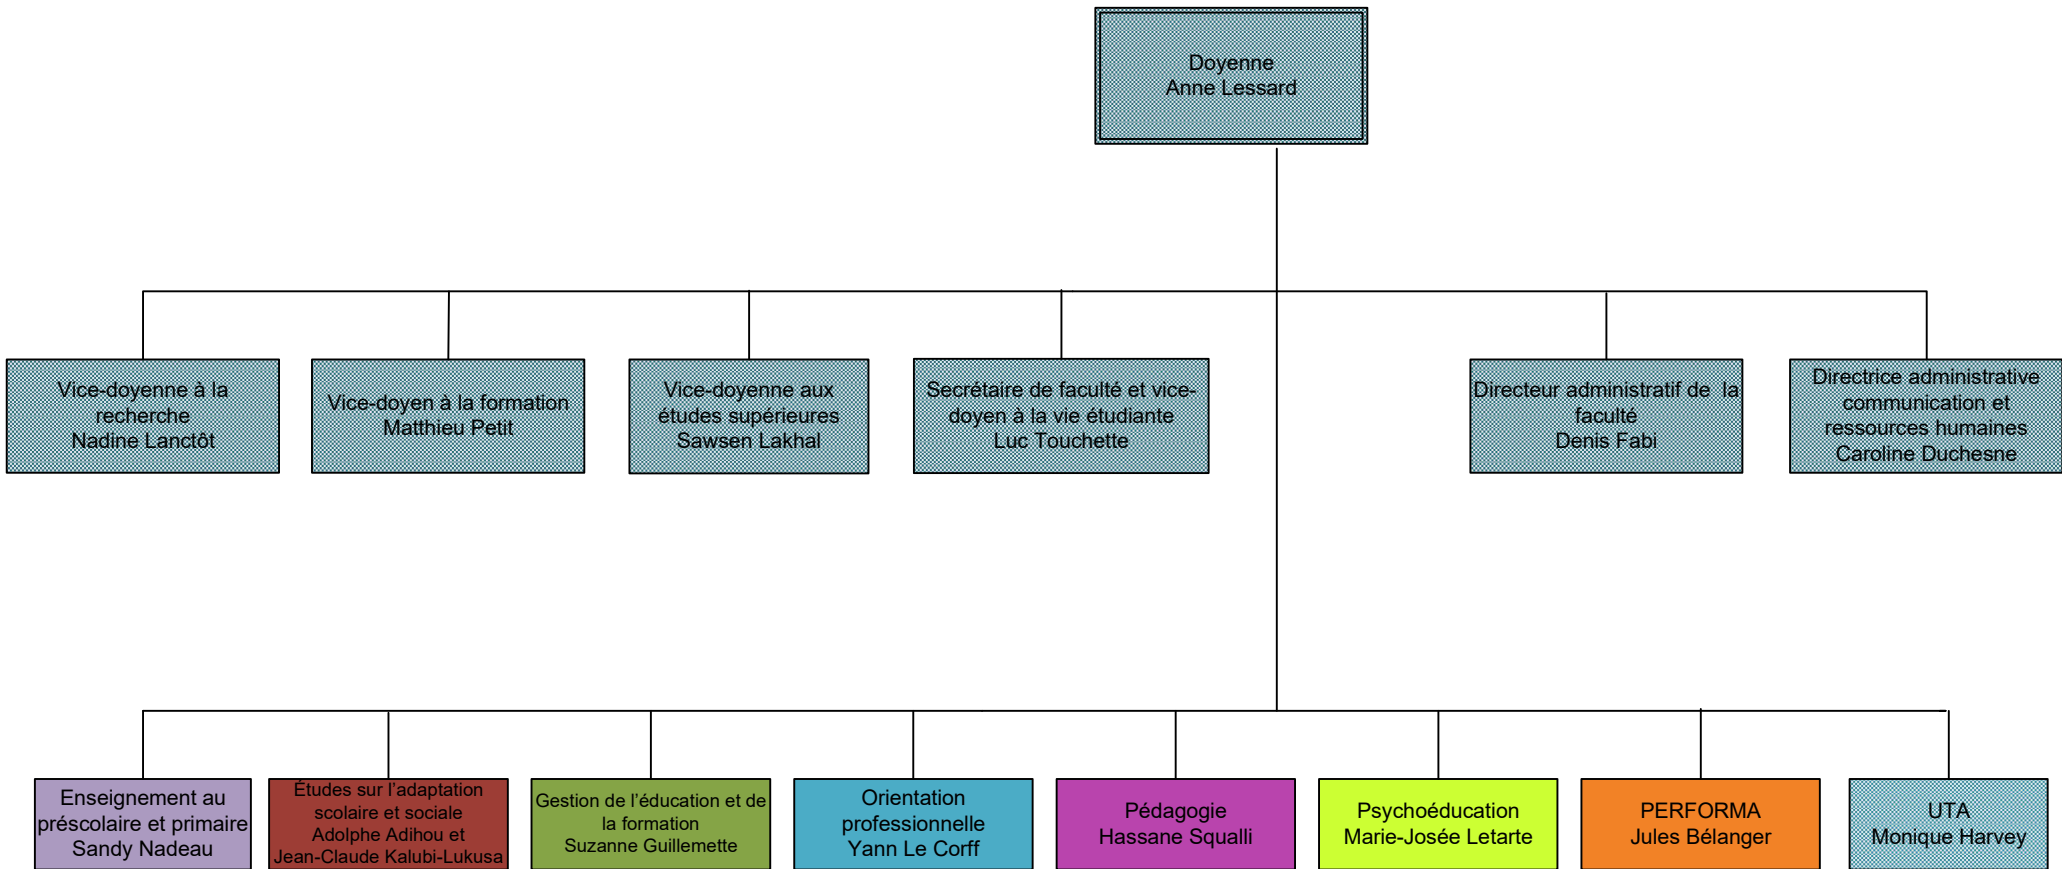 Doyenne
Anne Lessard
Vice-doyenne à la
recherche
Nadine Lanctôt
Vice-doyen à la formation
Matthieu Petit
Vice-doyenne aux
études supérieures
Sawsen Lakhal
Secrétaire de faculté et vice-
doyen à la vie étudiante
Luc Touchette
Directeur administratif de  la
faculté
Denis Fabi
Directrice administrative
communication et
ressources humaines
Caroline Duchesne
Enseignement au
préscolaire et primaire
Sandy Nadeau
Études sur l’adaptation
scolaire et sociale
Adolphe Adihou et
Jean-Claude Kalubi-Lukusa
Gestion de l’éducation et de
la formation
Suzanne Guillemette
Orientation
professionnelle
Yann Le Corff
Pédagogie
Hassane Squalli
Psychoéducation
Marie-Josée Letarte
PERFORMA
Jules Bélanger
UTA
Monique Harvey